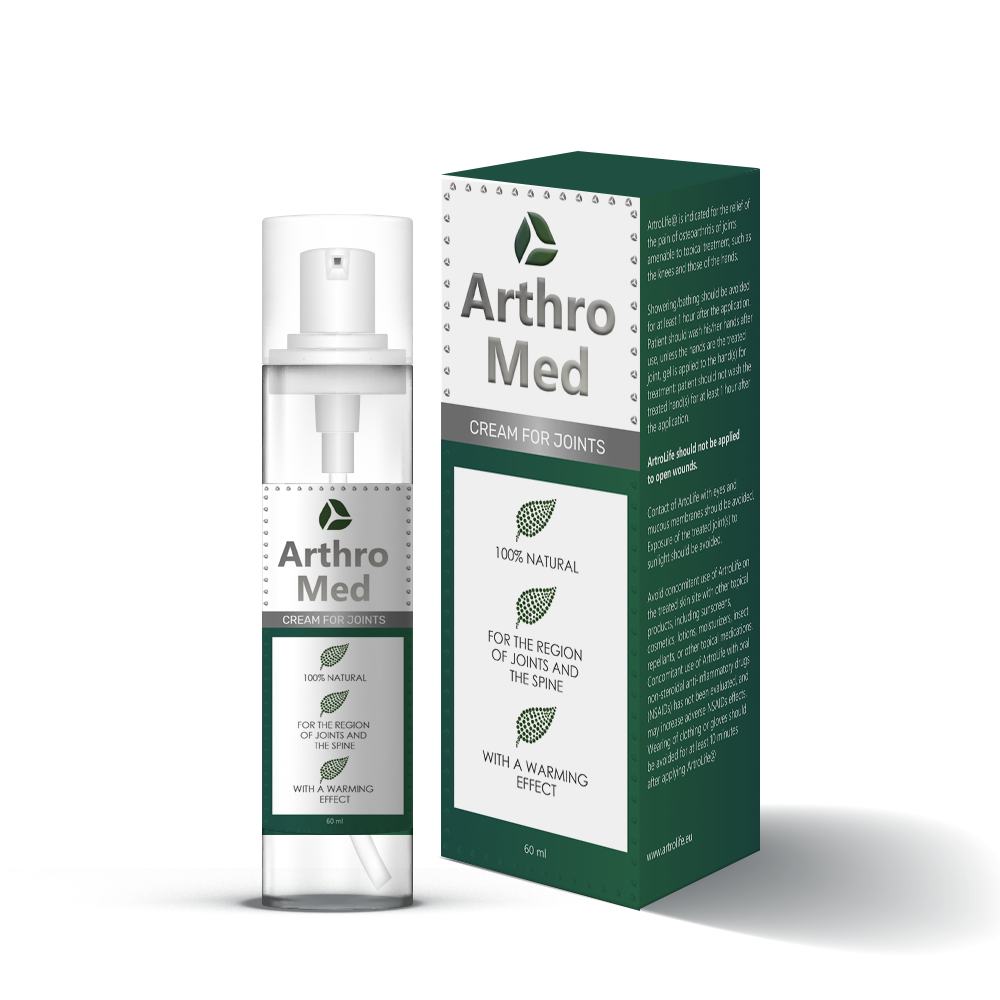 Arthro
Med
CREAM FOR JOINTS
100% NATURAL
FOR THE REGION
OF JOINTS AND
THE SPINE
WITH A WARMING
EFFECT
60 ml
Arthro
Med
CREAM FOR JOINTS
100% NATURAL
FOR THE REGION
OF JOINTS AND
THE SPINE
WITH A WARMING
EFFECT
60 ml
ArtroLife@ is indicated for the relief of
the pain of osteoarthritis of joints
amenable to topical treatment, such as
the knees and those of the hands.
Showering/bathing should be avoided
for at least 1 hour after the application.
Patient should wash his/her hands after
use, unless the hands are the treated
joint, gel is applied to the hand(s) for
treatment; patient should not wash the
treated hand(s) for at least 1 hour after
the application.
ArtroLife should not be applied
to open wounds.
Contact of ArtoLife with eyes and
mucous membranes should be avoided.
Exposure of the treated joint(s) to
sunlight should be avoided.
Avoid concomitant use of ArtroLife on
the treated skin site with other topical
products, including sunscreens,
cosmetics, lotions, moisturizers, insect
repellants, or other topical medications.
Concomitant use of ArtroLife with oral
non-steroidal anti-inflammatory drugs
(NSAIDs) has not been evaluated, and
may increase adverse NSAIDs effects.
Wearing of clothing or gloves should
be avoided for at least 10 minutes
after applying ArtroLife®
www.artrolife.eu